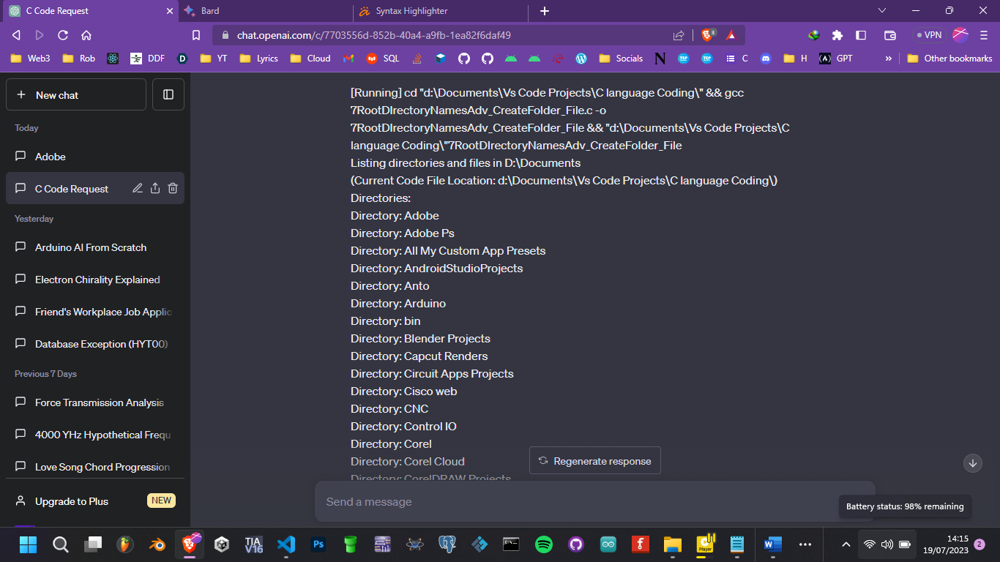 C Code Request
Bard
Syntax Highlighter
chat.openai.com/c/7703556d-852b-40a4-a9fb-1ea82f6daf49
3
VPN
Web3
Rob
DDF
D
YT
Lyrics
Cloud
SQL
Socials
N
C
H
GPT
»
Other bookmarks
New chat
Today
Adobe
C Code Request
Yesterday
Arduino AI From Scratch
Electron Chirality Explained
Friend's Workplace Job Applic
Database Exception (HYT00)
Previous 7 Days
Force Transmission Analysis
4000 YHz Hypothetical Frequ
Love Song Chord Progression
Upgrade to Plus
NEW
[Running] cd "d:\Documents\Vs Code Projects\C language Coding\" && gcc
7RootDIrectoryNamesAdv_CreateFolder_File.c -o
7RootDIrectoryNamesAdv_CreateFolder_File && "d:\Documents\Vs Code Projects\C
language Coding\"7RootDIrectoryNamesAdv_CreateFolder_File
Listing directories and files in D:\Documents
(Current Code File Location: d:\Documents\Vs Code Projects\C language Coding\)
Directories:
Directory: Adobe
Directory: Adobe Ps
Directory: All My Custom App Presets
Directory: AndroidStudioProjects
Directory: Anto
Directory: Arduino
Directory: bin
Directory: Blender Projects
Directory: Capcut Renders
Directory: Circuit Apps Projects
Directory: Cisco web
Directory: CNC
Directory: Control IO
Directory: Corel
Directory: Corel Cloud
Directory: CorelDRAW Projects
Regenerate response
Send a message
Battery status: 98% remaining
TIA
V16
Ps
Player
W
14:15
19/07/2023
2